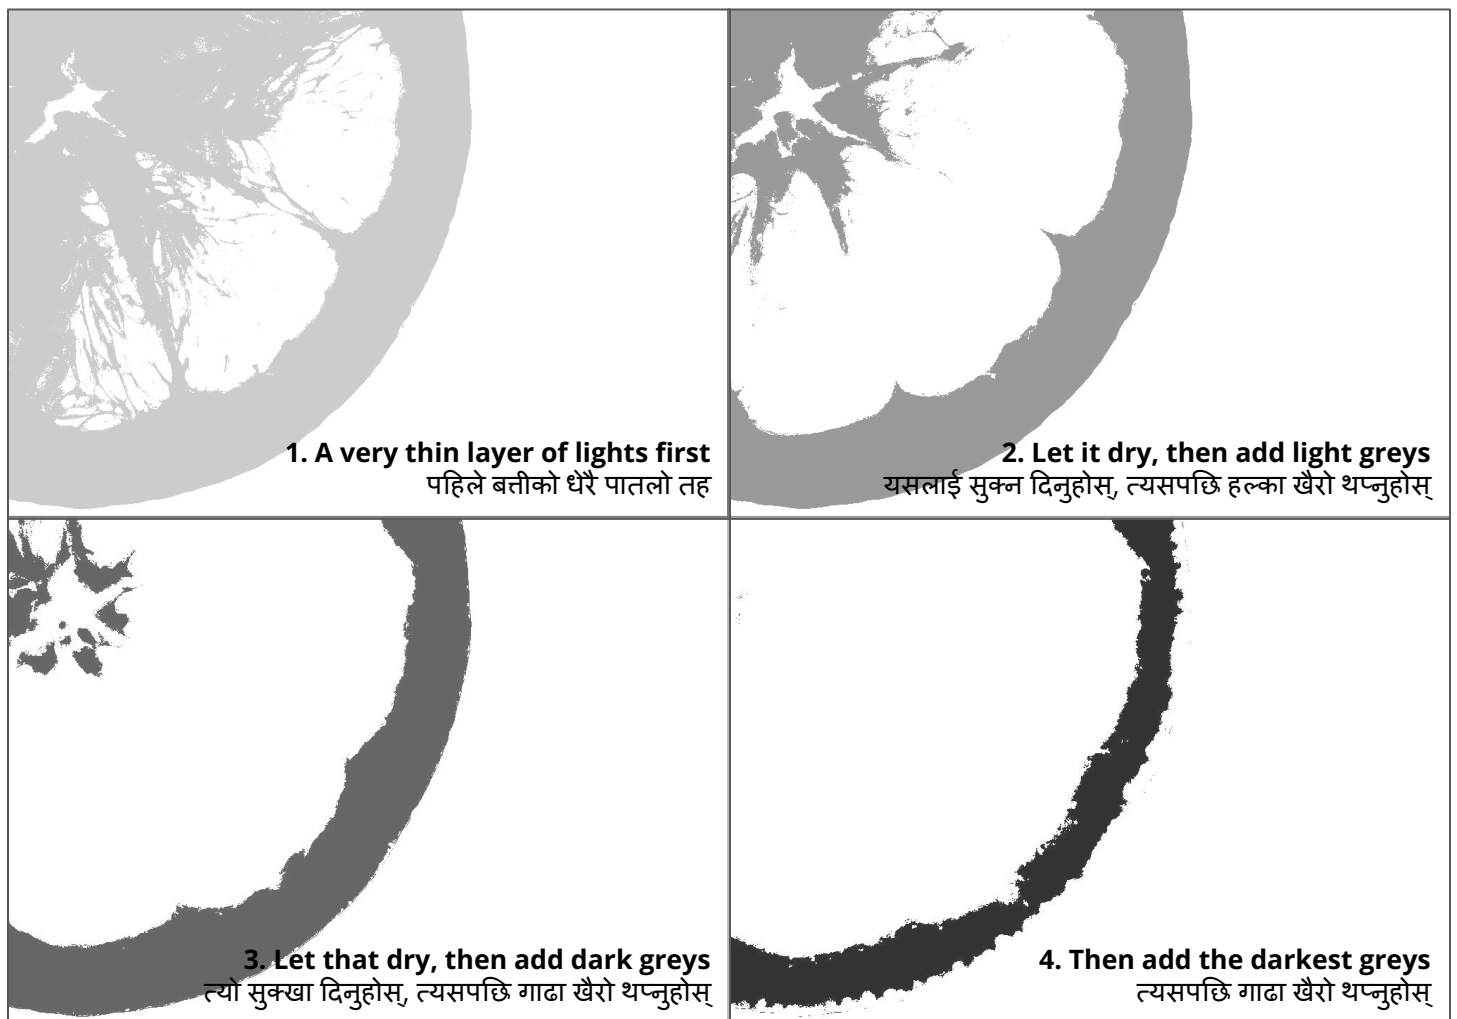 1. A very thin layer of lights first
पहिले बत्तीको धेरै पातलो तह
2. Let it dry, then add light greys
यसलाई सुक्न दिनुहोस्, त्यसपछि हल्का खैरो थप्नुहोस्
3. Let that dry, then add dark greys
त्यो सुक्खा दिनुहोस्, त्यसपछि गाढा खैरो थप्नुहोस्
4. Then add the darkest greys
त्यसपछि गाढा खैरो थप्नुहोस्